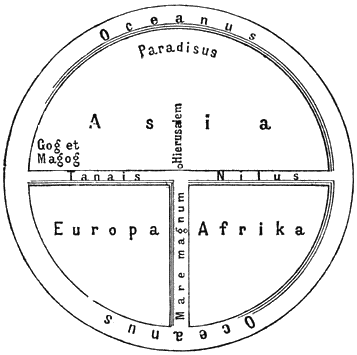 Oceanus
Paradisus
Asia
Hierusalem
Gog et
Magog
Tanais
Nilus
Europa
Afrika
Mare magnum
Oceanus